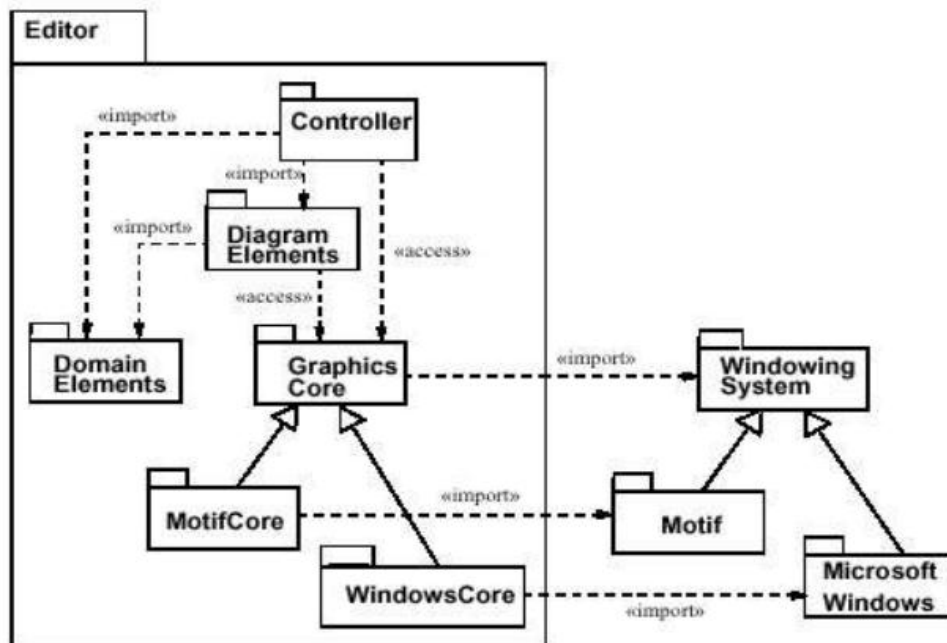 Editor
«import»
Controller
«import»
«import»
Diagram
Elements
«access»
«access»
Domain
Elements
Graphics
Core
«import»
Windowing
System
MotifCore
«import»
Motif
WindowsCore
«import»
Microsoft
Windows